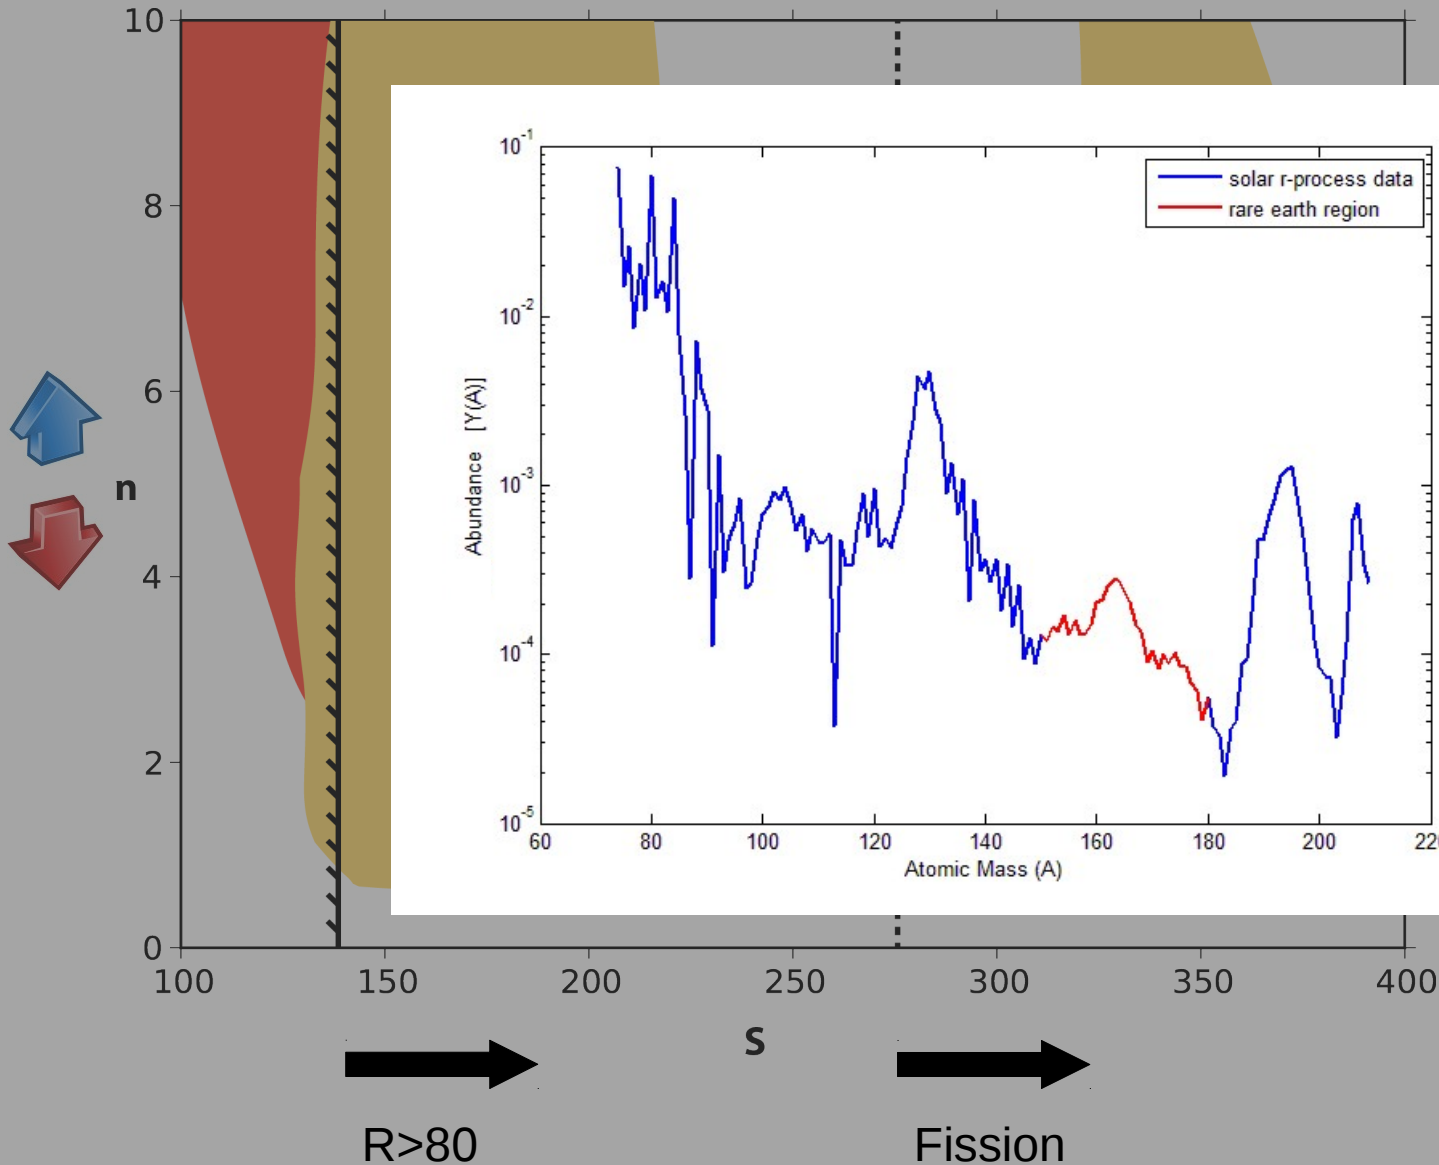 10
8
6
n
4
2
0
100 150 200 250 300 350 400
S
R>80 Fission
solar r-process data
rare earth region
10^-1
10^-2
10^-3
10^-4
10^-5
Abundance [Y(A)]
60 80 100 120 140 160 180 200 22
Atomic Mass (A)